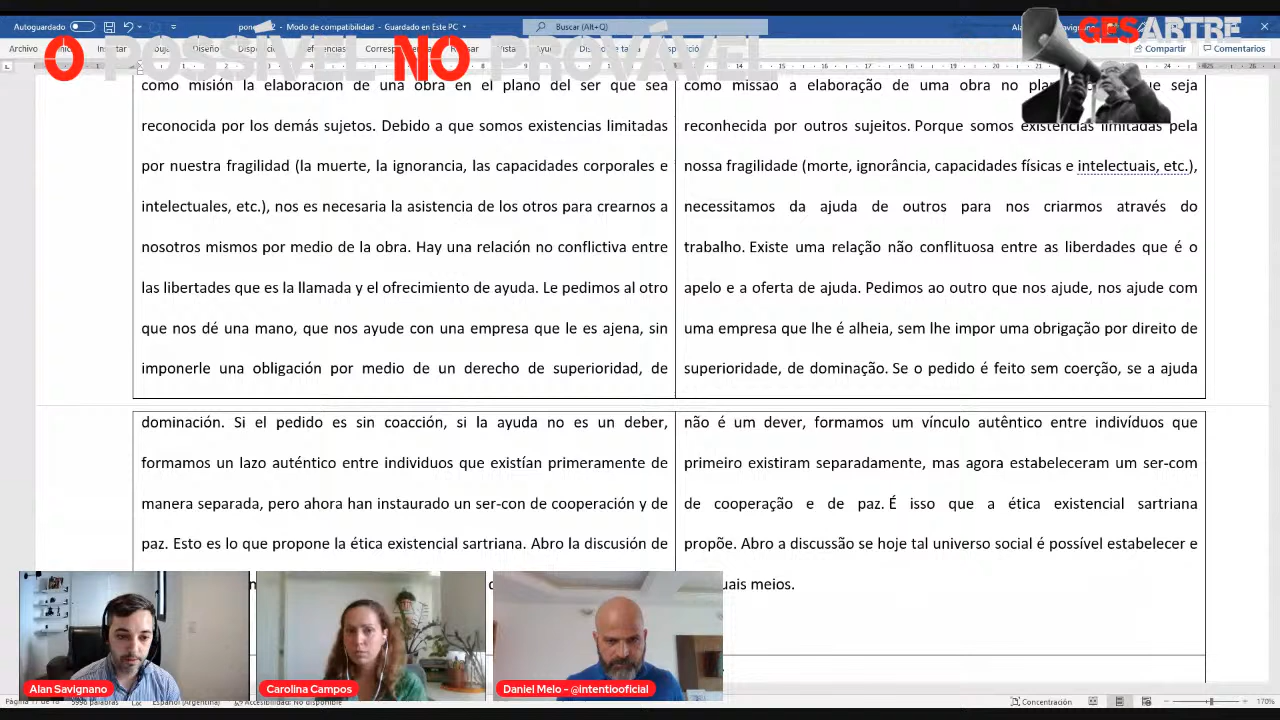 Autoguardado
Modo de compatibilidad - Guardado en Este PC
Buscar (Alt+Q)
Archivo
Vista
Compartir
Comentarios
O POSSÍVEL NO PROVÁVEL
GESARTRE
como misión la elaboración de una obra en el plano del ser que sea
reconocida por los demás sujetos. Debido a que somos existencias limitadas
por nuestra fragilidad (la muerte, la ignorancia, las capacidades corporales e
intelectuales, etc.), nos es necesaria la asistencia de los otros para crearnos a
nosotros mismos por medio de la obra. Hay una relación no conflictiva entre
las libertades que es la llamada y el ofrecimiento de ayuda. Le pedimos al otro
que nos dé una mano, que nos ayude con una empresa que le es ajena, sin
imponerle una obligación por medio de un derecho de superioridad, de
dominación. Si el pedido es sin coacción, si la ayuda no es un deber,
formamos un lazo auténtico entre individuos que existían primeramente de
manera separada, pero ahora han instaurado un ser-con de cooperación y de
paz. Esto es lo que propone la ética existencial sartriana. Abro la discusión de
como missão a elaboração de uma obra no seja
reconhecida por outros sujeitos. Porque somos existências limitadas pela
nossa fragilidade (morte, ignorância, capacidades físicas e intelectuais, etc.),
necessitamos da ajuda de outros para nos criarmos através do
trabalho. Existe uma relação não conflituosa entre as liberdades que é o
apelo e a oferta de ajuda. Pedimos ao outro que nos ajude, nos ajude com
uma empresa que lhe é alheia, sem lhe impor uma obrigação por direito de
superioridade, de dominação. Se o pedido é feito sem coerção, se a ajuda
não é um dever, formamos um vínculo autêntico entre indivíduos que
primeiro existiram separadamente, mas agora estabeleceram um ser-com
de cooperação e de paz. É isso que a ética existencial sartriana
propõe. Abro a discussão se hoje tal universo social é possível estabelecer e
uais meios.
Alan Savignano
Carolina Campos
Daniel Melo - @intentiooficial
Página 17 de 18
5996 palabras
Español (Argentina)
Accesibilidad: No disponible
Concentración
170%